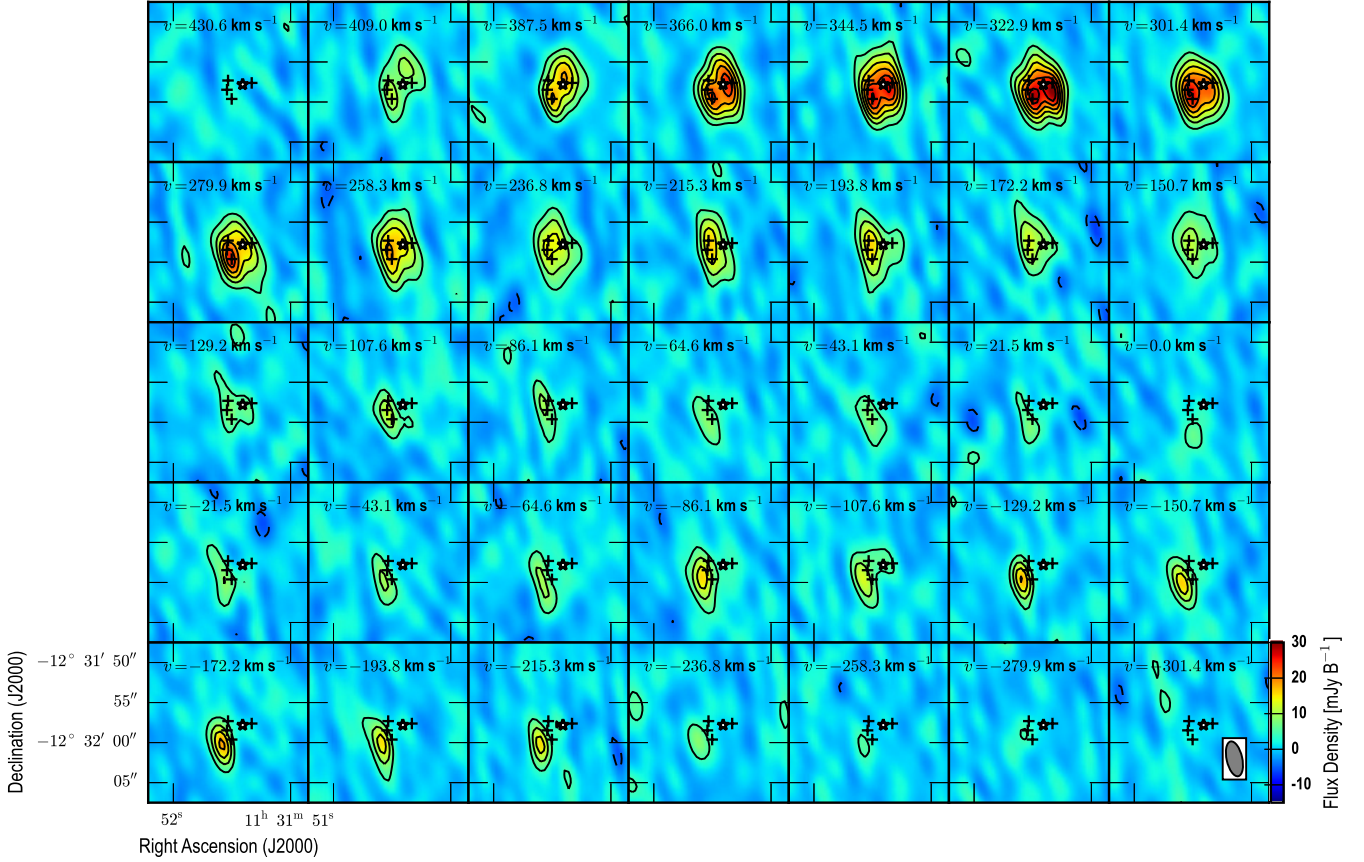 v=430.6 km s⁻¹
v=409.0 km s⁻¹
v=387.5 km s⁻¹
v=366.0 km s⁻¹
v=344.5 km s⁻¹
v=322.9 km s⁻¹
v=301.4 km s⁻¹
v=279.9 km s⁻¹
v=258.3 km s⁻¹
v=236.8 km s⁻¹
v=215.3 km s⁻¹
v=193.8 km s⁻¹
v=172.2 km s⁻¹
v=150.7 km s⁻¹
v=129.2 km s⁻¹
v=107.6 km s⁻¹
v=86.1 km s⁻¹
v=64.6 km s⁻¹
v=43.1 km s⁻¹
v=21.5 km s⁻¹
v=0.0 km s⁻¹
v=−21.5 km s⁻¹
v=−43.1 km s⁻¹
v=−64.6 km s⁻¹
v=−86.1 km s⁻¹
v=−107.6 km s⁻¹
v=−129.2 km s⁻¹
v=−150.7 km s⁻¹
v=−172.2 km s⁻¹
v=−193.8 km s⁻¹
v=−215.3 km s⁻¹
v=−236.8 km s⁻¹
v=−258.3 km s⁻¹
v=−279.9 km s⁻¹
v=−301.4 km s⁻¹
Declination (J2000)
−12° 31′ 50″
55″
−12° 32′ 00″
05″
52ˢ
11ʰ 31ᵐ 51ˢ
Right Ascension (J2000)
30
20
10
0
-10
Flux Density [mJy B⁻¹]